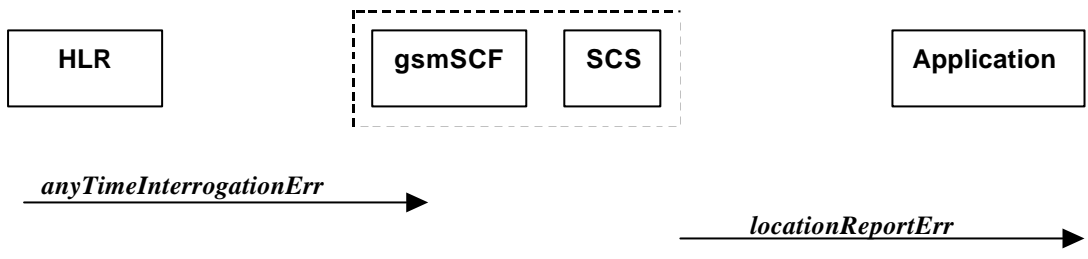 HLR
gsmSCF
SCS
Application
anyTimeInterrogationErr
locationReportErr